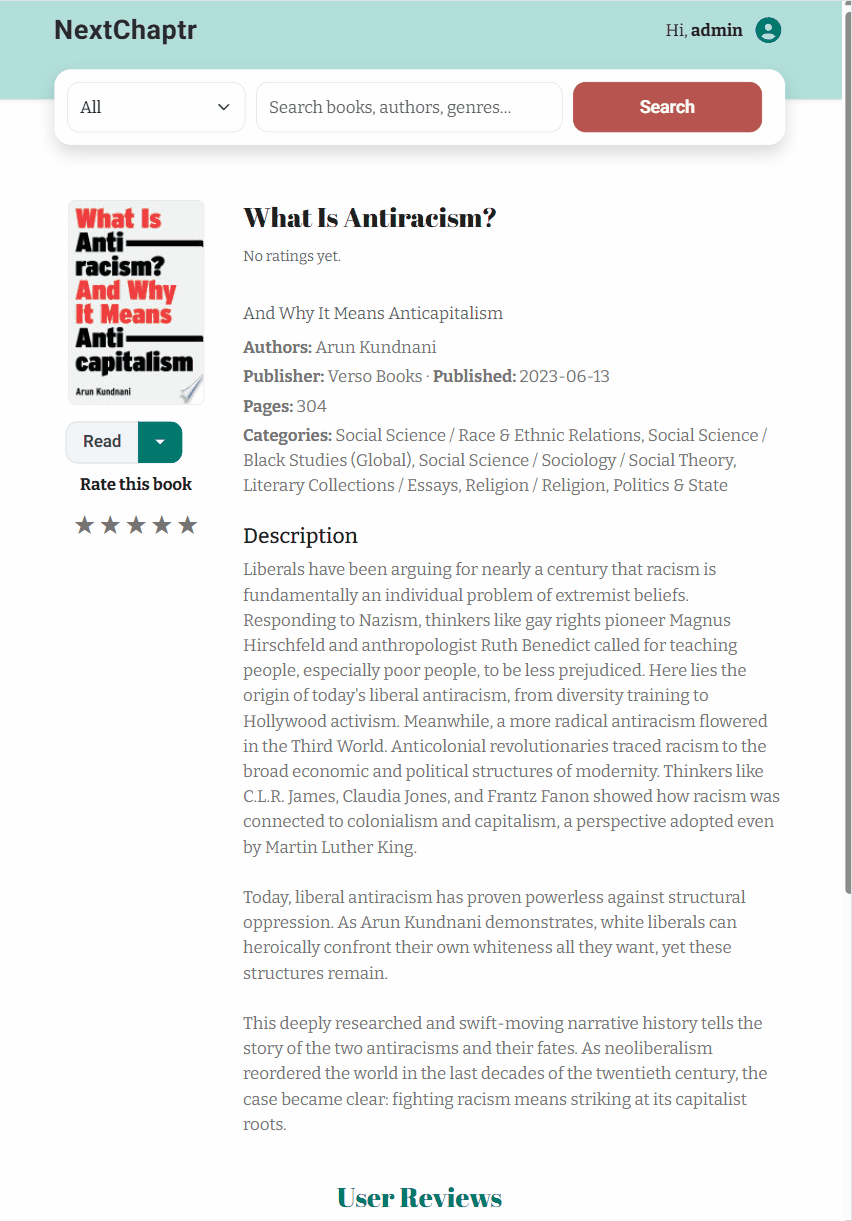 NextChaptr
Hi, admin
All
Search books, authors, genres...
Search
What Is
Anti
racism?
And Why
It Means
Anti
capitalism
Arun Kundnani
Read
Rate this book
★★★★★
What Is Antiracism?
No ratings yet.
And Why It Means Anticapitalism
Authors: Arun Kundnani
Publisher: Verso Books · Published: 2023-06-13
Pages: 304
Categories: Social Science / Race & Ethnic Relations, Social Science /
Black Studies (Global), Social Science / Sociology / Social Theory,
Literary Collections / Essays, Religion / Religion, Politics & State
Description
Liberals have been arguing for nearly a century that racism is
fundamentally an individual problem of extremist beliefs.
Responding to Nazism, thinkers like gay rights pioneer Magnus
Hirschfeld and anthropologist Ruth Benedict called for teaching
people, especially poor people, to be less prejudiced. Here lies the
origin of today's liberal antiracism, from diversity training to
Hollywood activism. Meanwhile, a more radical antiracism flowered
in the Third World. Anticolonial revolutionaries traced racism to the
broad economic and political structures of modernity. Thinkers like
C.L.R. James, Claudia Jones, and Frantz Fanon showed how racism was
connected to colonialism and capitalism, a perspective adopted even
by Martin Luther King.
Today, liberal antiracism has proven powerless against structural
oppression. As Arun Kundnani demonstrates, white liberals can
heroically confront their own whiteness all they want, yet these
structures remain.
This deeply researched and swift-moving narrative history tells the
story of the two antiracisms and their fates. As neoliberalism
reordered the world in the last decades of the twentieth century, the
case became clear: fighting racism means striking at its capitalist
roots.
User Reviews